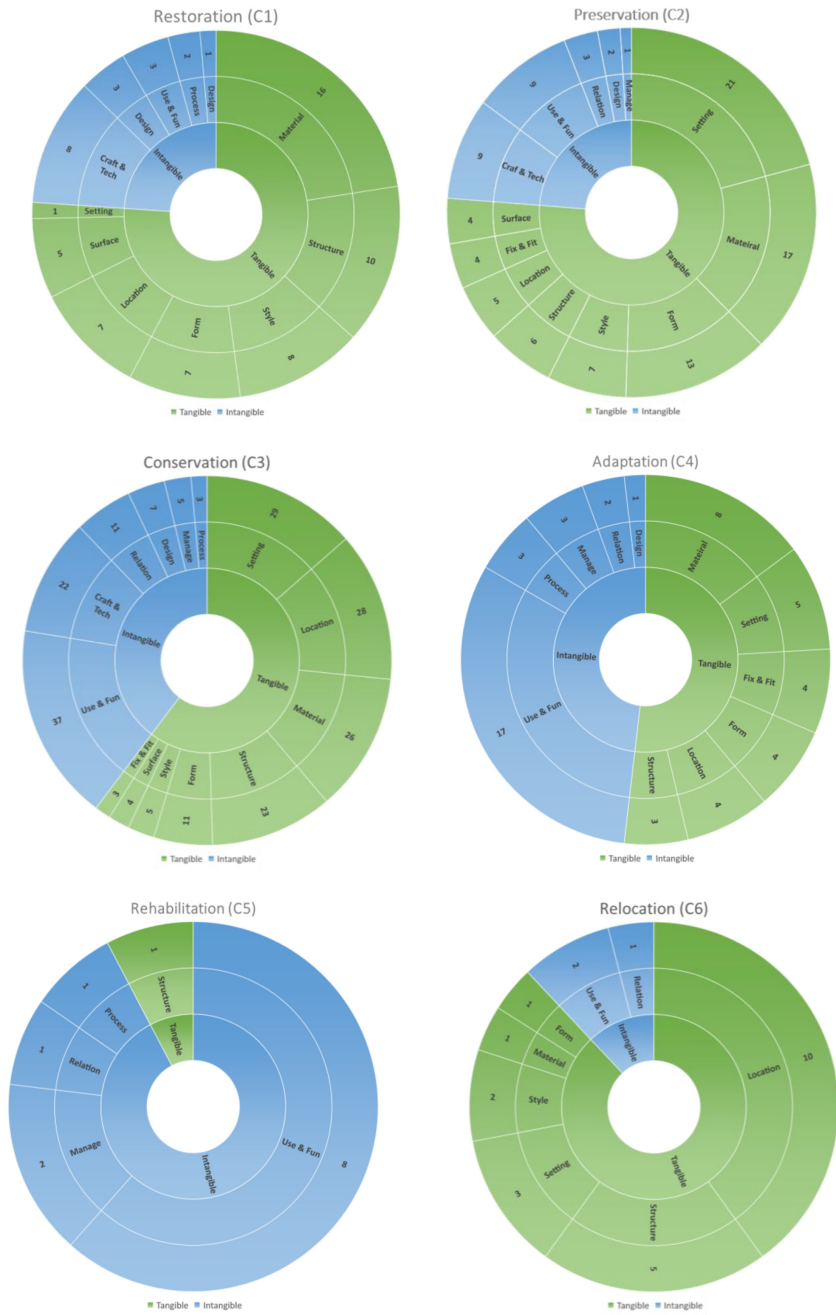 Restoration (C1)
16
Material
10
Structure
8
Style
7
Form
7
Location
5
Surface
1
Setting
Tangible
8
Craft & Tech
3
Design
3
Use & Fun
2
Process
1
Design
Intangible
Tangible Intangible
Preservation (C2)
21
Setting
17
Mateiral
13
Form
7
Style
6
Structure
5
Location
4
Fix & Fit
4
Surface
Tangible
9
Craf & Tech
9
Use & Fun
3
Relation
2
Design
1
Manage
Intangible
Tangible Intangible
Conservation (C3)
29
Setting
28
Location
26
Material
23
Structure
11
Form
5
Style
4
Surface
3
Fix & Fit
Tangible
37
Use & Fun
22
Craft &
Tech
11
Relation
7
Design
5
Manage
3
Process
Intangible
Tangible Intangible
Adaptation (C4)
8
Mateiral
5
Setting
4
Fix & Fit
4
Form
4
Location
3
Structure
Tangible
17
Use & Fun
3
Process
3
Manage
2
Relation
1
Design
Intangible
Tangible Intangible
Rehabilitation (C5)
8
Use & Fun
2
Manage
1
Relation
1
Process
Intangible
1
Structure
Tangible
Tangible Intangible
Relocation (C6)
10
Location
5
Structure
3
Setting
2
Style
1
Material
1
Form
Tangible
2
Use & Fun
1
Relation
Intangible
Tangible Intangible